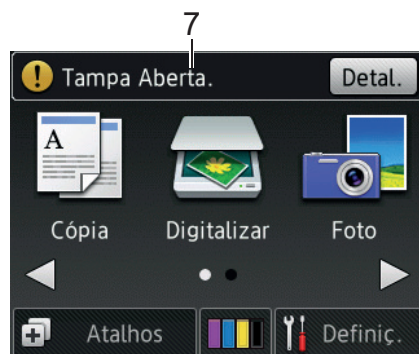 7
Tampa Aberta.
Detal.
A
Cópia
Digitalizar
Foto
Atalhos
Definiç.